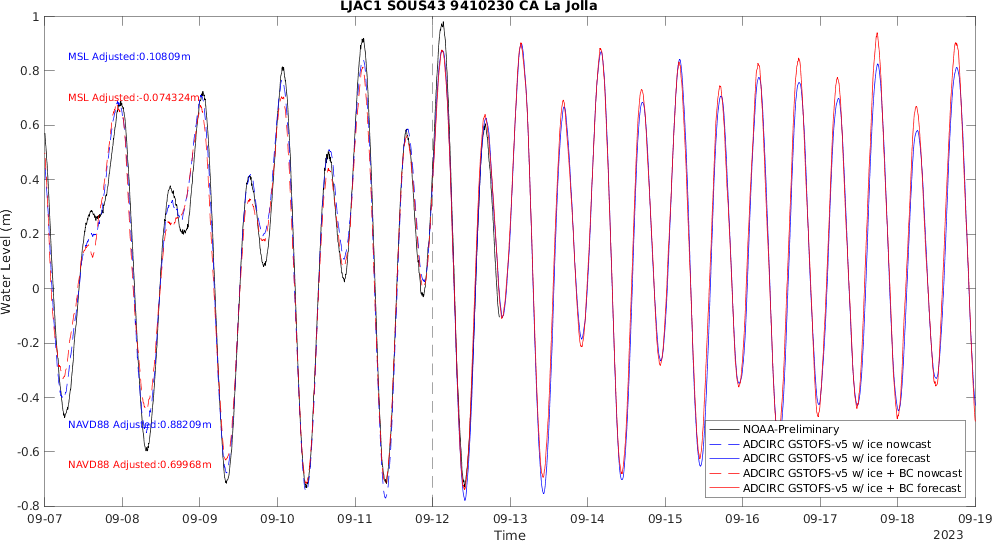 LJAC1 SOUS43 9410230 CA La Jolla
Water Level (m)
1
0.8
0.6
0.4
0.2
0
-0.2
-0.4
-0.6
-0.8
MSL Adjusted:0.10809m
MSL Adjusted:-0.074324m
NAVD88 Adjusted:0.88209m
NAVD88 Adjusted:0.69968m
NOAA-Preliminary
ADCIRC GSTOFS-v5 w/ ice nowcast
ADCIRC GSTOFS-v5 w/ ice forecast
ADCIRC GSTOFS-v5 w/ ice + BC nowcast
ADCIRC GSTOFS-v5 w/ ice + BC forecast
09-07 09-08 09-09 09-10 09-11 09-12 09-13 09-14 09-15 09-16 09-17 09-18 09-19
Time
2023